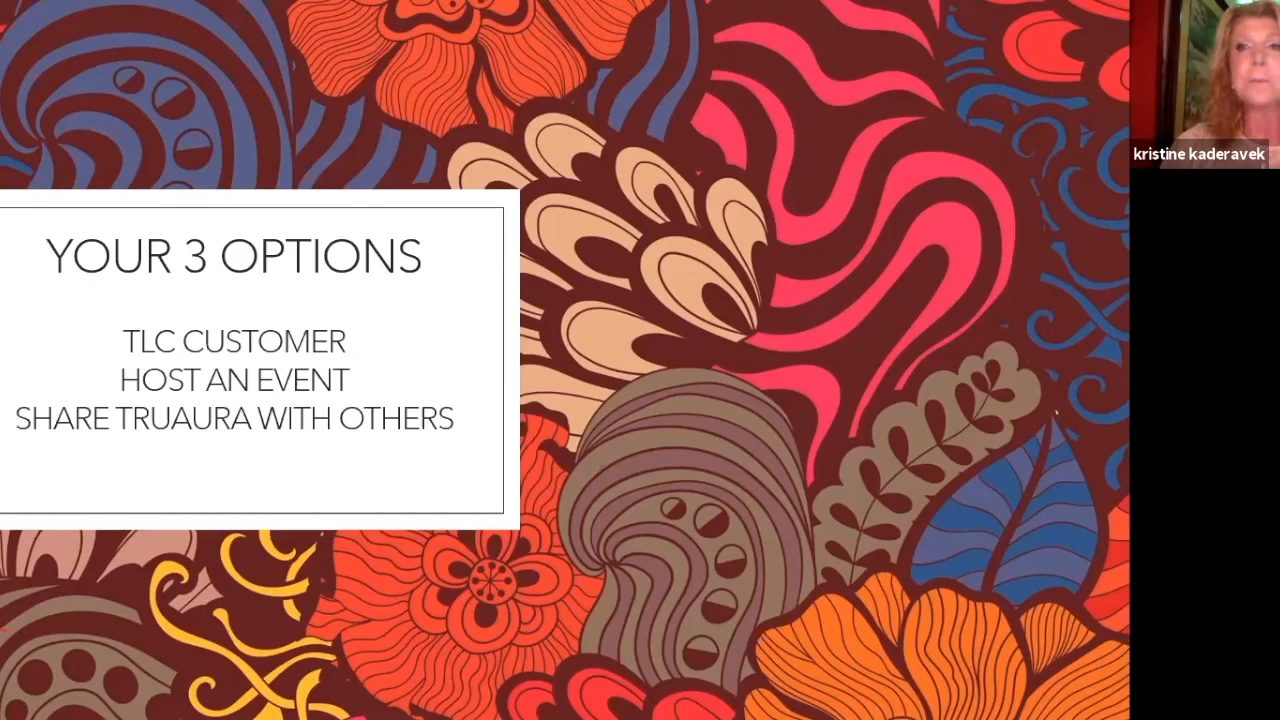 YOUR 3 OPTIONS
TLC CUSTOMER
HOST AN EVENT
SHARE TRUAURA WITH OTHERS
kristine kaderavek